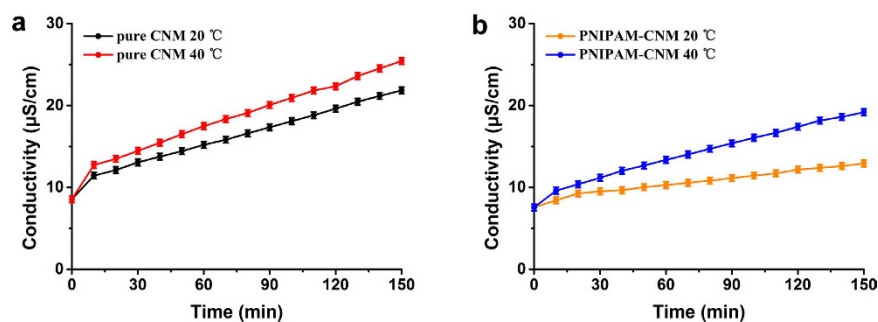 a
pure CNM 20 ℃
pure CNM 40 ℃
Conductivity (μS/cm)
30
20
10
0
0 30 60 90 120 150
Time (min)
b
PNIPAM-CNM 20 ℃
PNIPAM-CNM 40 ℃
Conductivity (μS/cm)
30
20
10
0
0 30 60 90 120 150
Time (min)